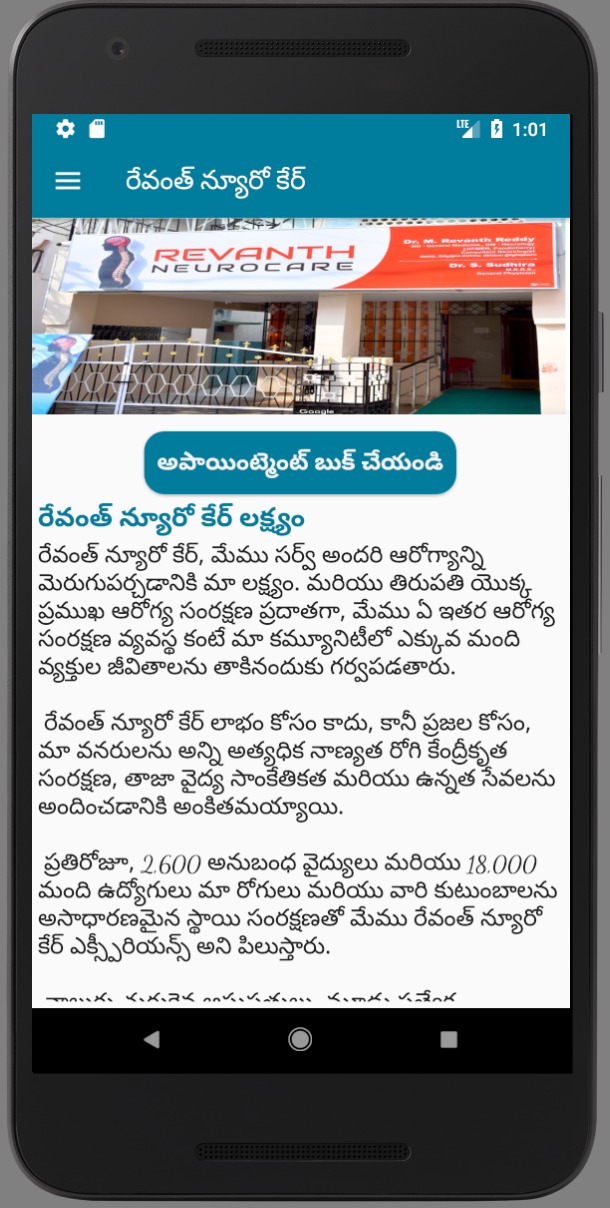 LTE 1:01
రేవంత్ న్యూరో కేర్
REVANTH
NEUROCARE
Dr. M. Revanth Reddy
Dr. S. Sudhira
M.B.B.S.
General Physician
Google
అపాయింట్మెంట్ బుక్ చేయండి
రేవంత్ న్యూరో కేర్ లక్ష్యం
రేవంత్ న్యూరో కేర్, మేము సర్వ్ అందరి ఆరోగ్యాన్ని
మెరుగుపర్చడానికి మా లక్ష్యం. మరియు తిరుపతి యొక్క
ప్రముఖ ఆరోగ్య సంరక్షణ ప్రదాతగా, మేము ఏ ఇతర ఆరోగ్య
సంరక్షణ వ్యవస్థ కంటే మా కమ్యూనిటీలో ఎక్కువ మంది
వ్యక్తుల జీవితాలను తాకినందుకు గర్వపడతారు.
రేవంత్ న్యూరో కేర్ లాభం కోసం కాదు, కానీ ప్రజల కోసం,
మా వనరులను అన్ని అత్యధిక నాణ్యత రోగి కేంద్రీకృత
సంరక్షణ, తాజా వైద్య సాంకేతికత మరియు ఉన్నత సేవలను
అందించడానికి అంకితమయ్యాయి.
ప్రతిరోజూ, 2,600 అనుబంధ వైద్యులు మరియు 18,000
మంది ఉద్యోగులు మా రోగులు మరియు వారి కుటుంబాలను
అసాధారణమైన స్థాయి సంరక్షణతో మేము రేవంత్ న్యూరో
కేర్ ఎక్స్పీరియన్స్ అని పిలుస్తారు.